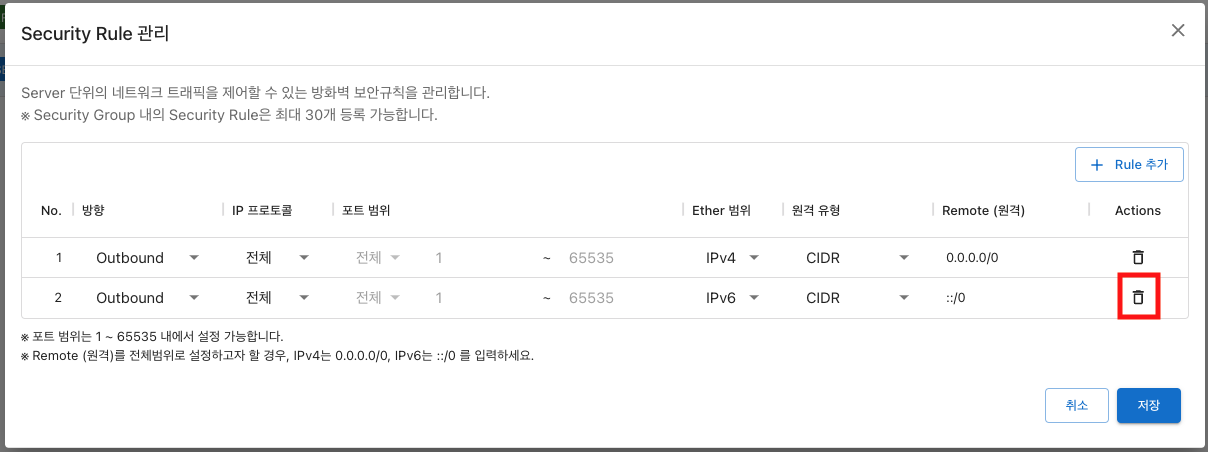 Security Rule 관리
Server 단위의 네트워크 트래픽을 제어할 수 있는 방화벽 보안규칙을 관리합니다.
※ Security Group 내의 Security Rule은 최대 30개 등록 가능합니다.
Rule 추가
No. 방향 IP 프로토콜 포트 범위 Ether 범위 원격 유형 Remote (원격) Actions
1 Outbound 전체 전체 1 ~ 65535 IPv4 CIDR 0.0.0.0/0
2 Outbound 전체 전체 1 ~ 65535 IPv6 CIDR ::/0
※ 포트 범위는 1 ~ 65535 내에서 설정 가능합니다.
※ Remote (원격)를 전체범위로 설정하고자 할 경우, IPv4는 0.0.0.0/0, IPv6는 ::/0 를 입력하세요.
취소 저장